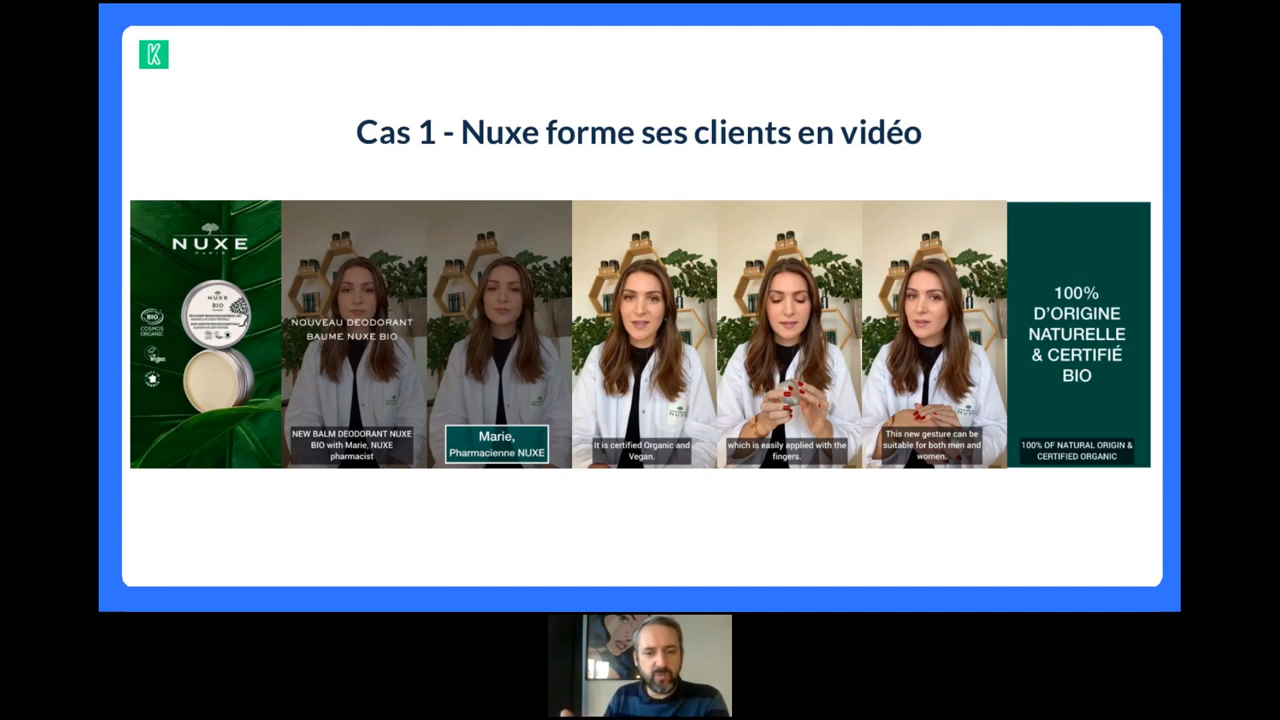 K
Cas 1 - Nuxe forme ses clients en vidéo
NUXE
PARIS
NUXE
BIO
BIO
COSMOS
ORGANIC
Vegan
NOUVEAU DEODORANT
BAUME NUXE BIO
NEW BALM DEODORANT NUXE
BIO with Marie, NUXE
pharmacist
Marie,
Pharmacienne NUXE
It is certified Organic and
Vegan.
NUXE
which is easily applied with the
fingers.
This new gesture can be
suitable for both men and
women.
100%
D'ORIGINE
NATURELLE
& CERTIFIÉ
BIO
100% OF NATURAL ORIGIN &
CERTIFIED ORGANIC